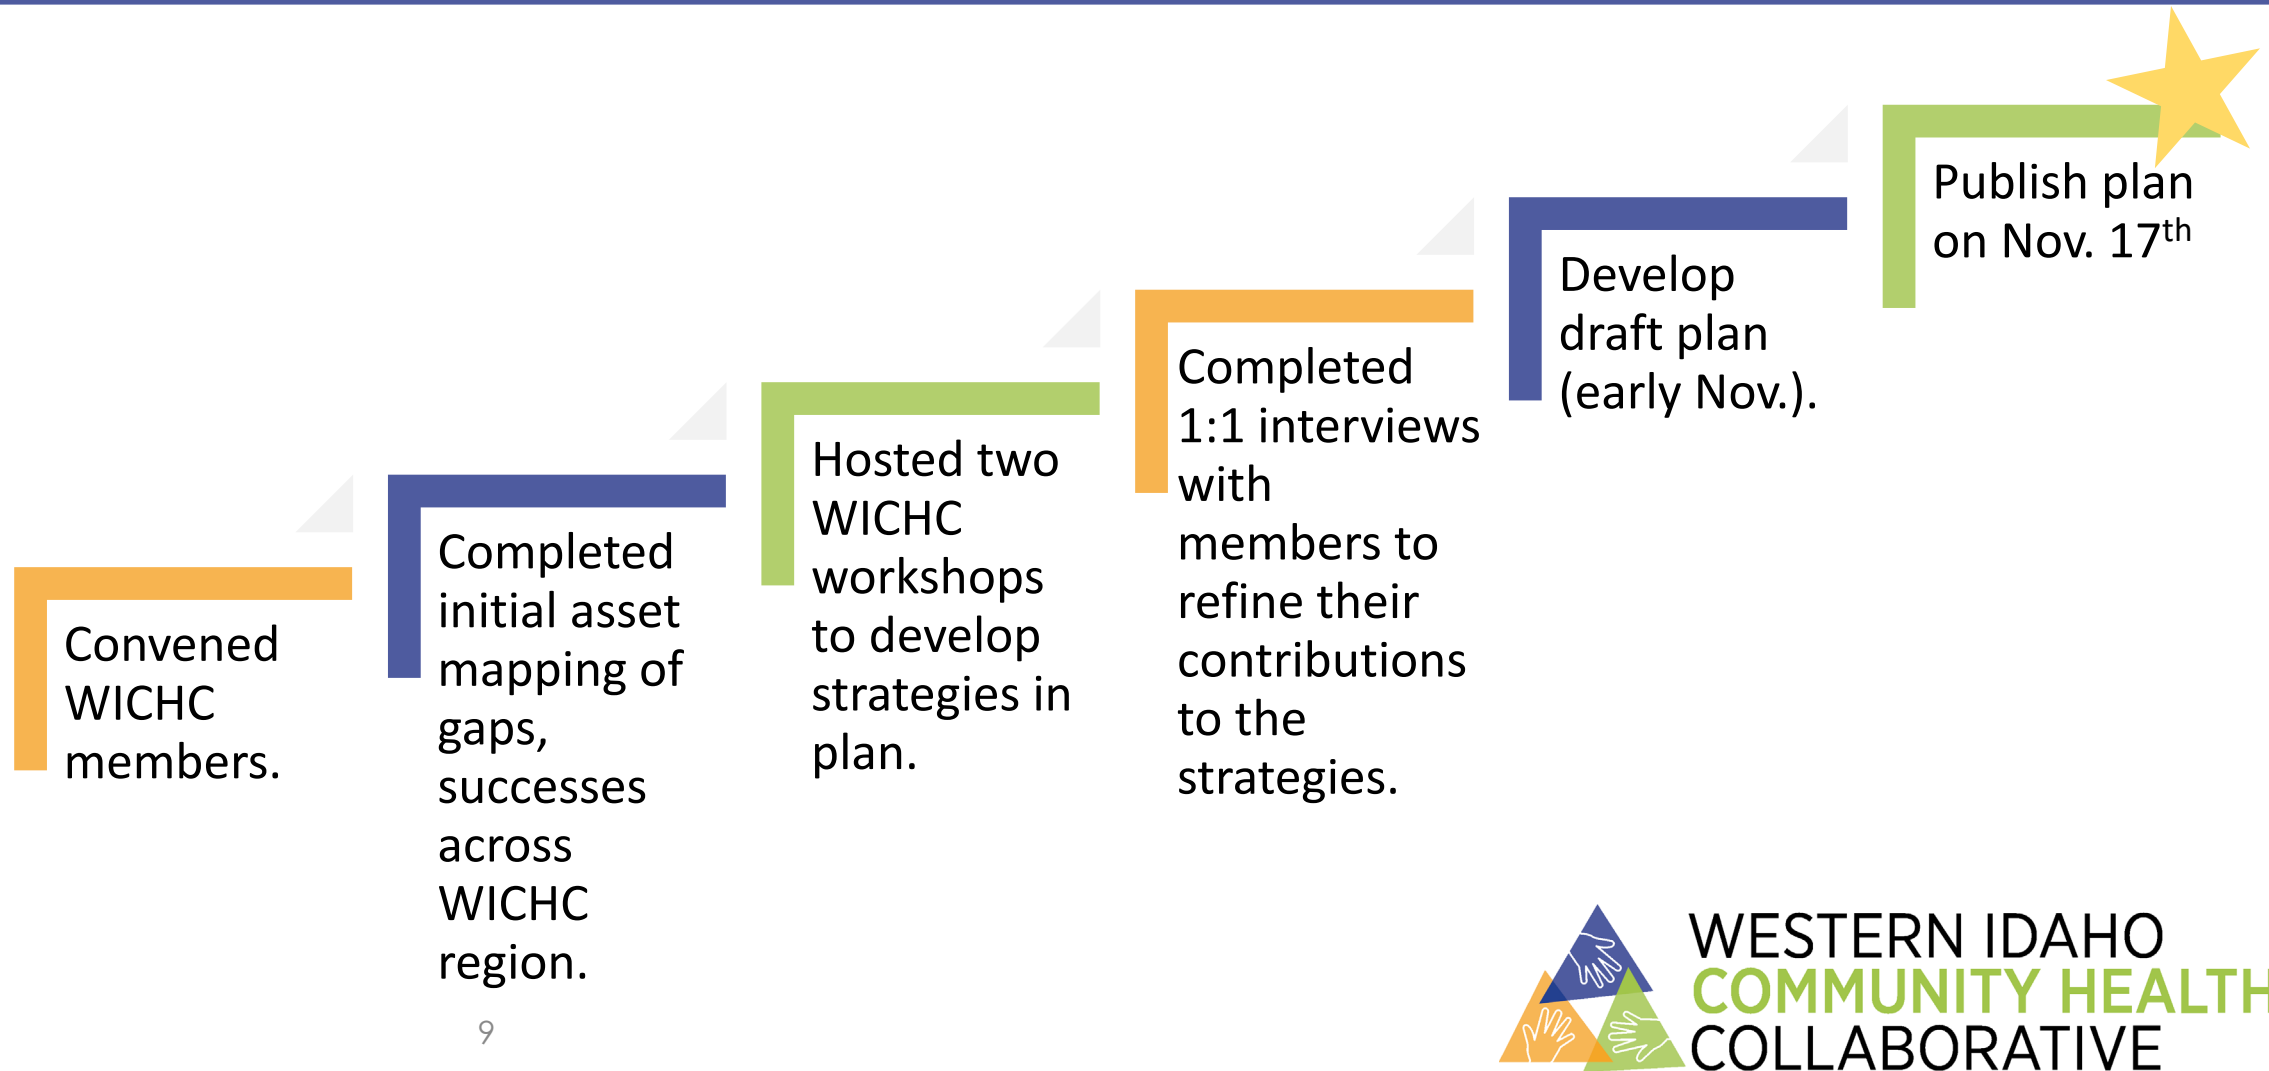 Convened
WICHC
members.
Completed
initial asset
mapping of
gaps,
successes
across
WICHC
region.
Hosted two
WICHC
workshops
to develop
strategies in
plan.
Completed
1:1 interviews
with
members to
refine their
contributions
to the
strategies.
Develop
draft plan
(early Nov.).
Publish plan
on Nov. 17th
9
WESTERN IDAHO
COMMUNITY HEALTH
COLLABORATIVE